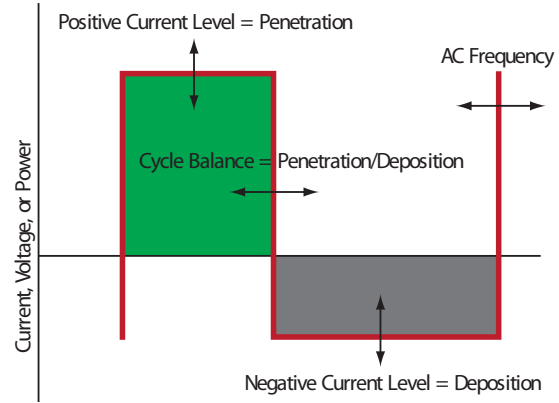 Positive Current Level = Penetration
AC Frequency
Cycle Balance = Penetration/Deposition
Current, Voltage, or Power
Negative Current Level = Deposition